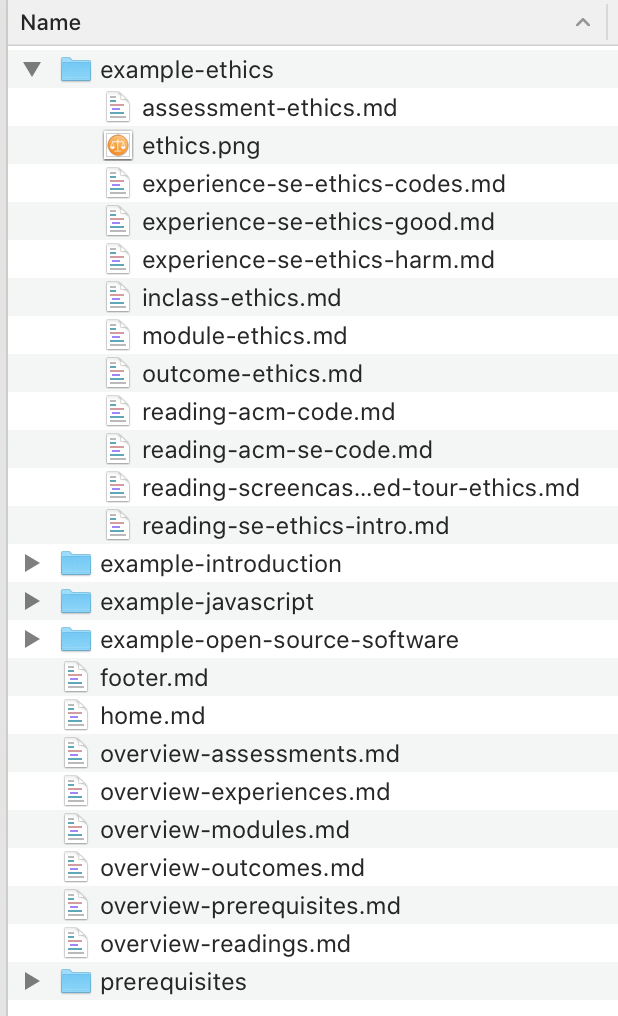 Name
example-ethics
assessment-ethics.md
ethics.png
experience-se-ethics-codes.md
experience-se-ethics-good.md
experience-se-ethics-harm.md
inclass-ethics.md
module-ethics.md
outcome-ethics.md
reading-acm-code.md
reading-acm-se-code.md
reading-screencas...ed-tour-ethics.md
reading-se-ethics-intro.md
example-introduction
example-javascript
example-open-source-software
footer.md
home.md
overview-assessments.md
overview-experiences.md
overview-modules.md
overview-outcomes.md
overview-prerequisites.md
overview-readings.md
prerequisites